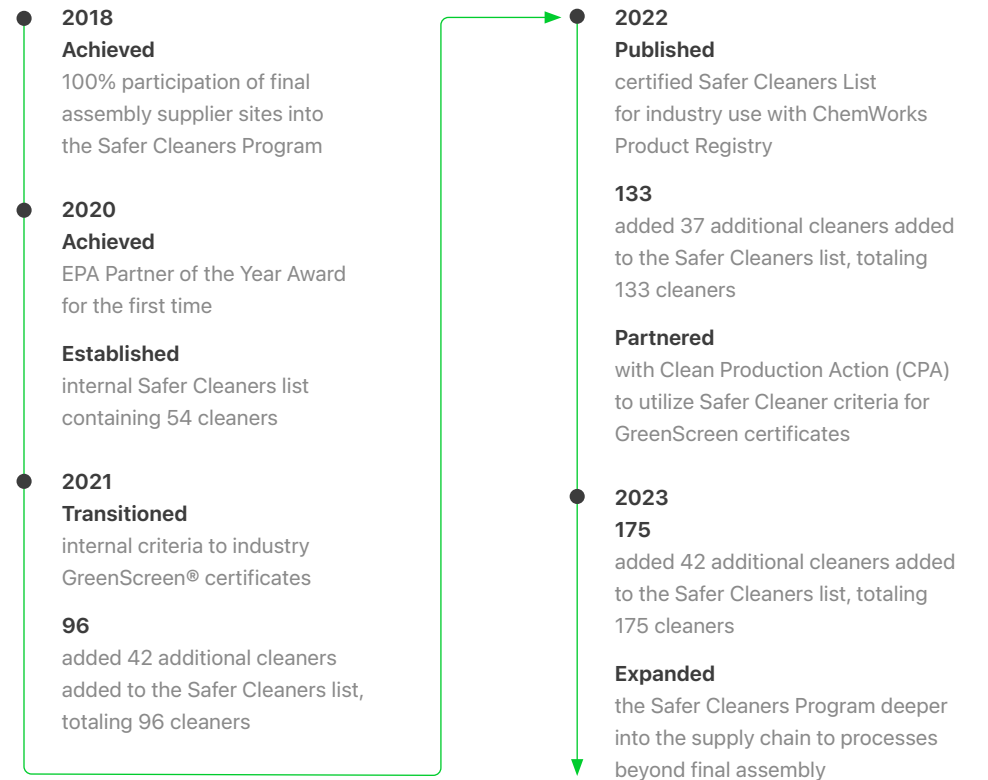 2018
Achieved
100% participation of final
assembly supplier sites into
the Safer Cleaners Program
2020
Achieved
EPA Partner of the Year Award
for the first time
Established
internal Safer Cleaners list
containing 54 cleaners
2021
Transitioned
internal criteria to industry
GreenScreen® certificates
96
added 42 additional cleaners
added to the Safer Cleaners list,
totaling 96 cleaners
2022
Published
certified Safer Cleaners List
for industry use with ChemWorks
Product Registry
133
added 37 additional cleaners added
to the Safer Cleaners list, totaling
133 cleaners
Partnered
with Clean Production Action (CPA)
to utilize Safer Cleaner criteria for
GreenScreen certificates
2023
175
added 42 additional cleaners added
to the Safer Cleaners list, totaling
175 cleaners
Expanded
the Safer Cleaners Program deeper
into the supply chain to processes
beyond final assembly